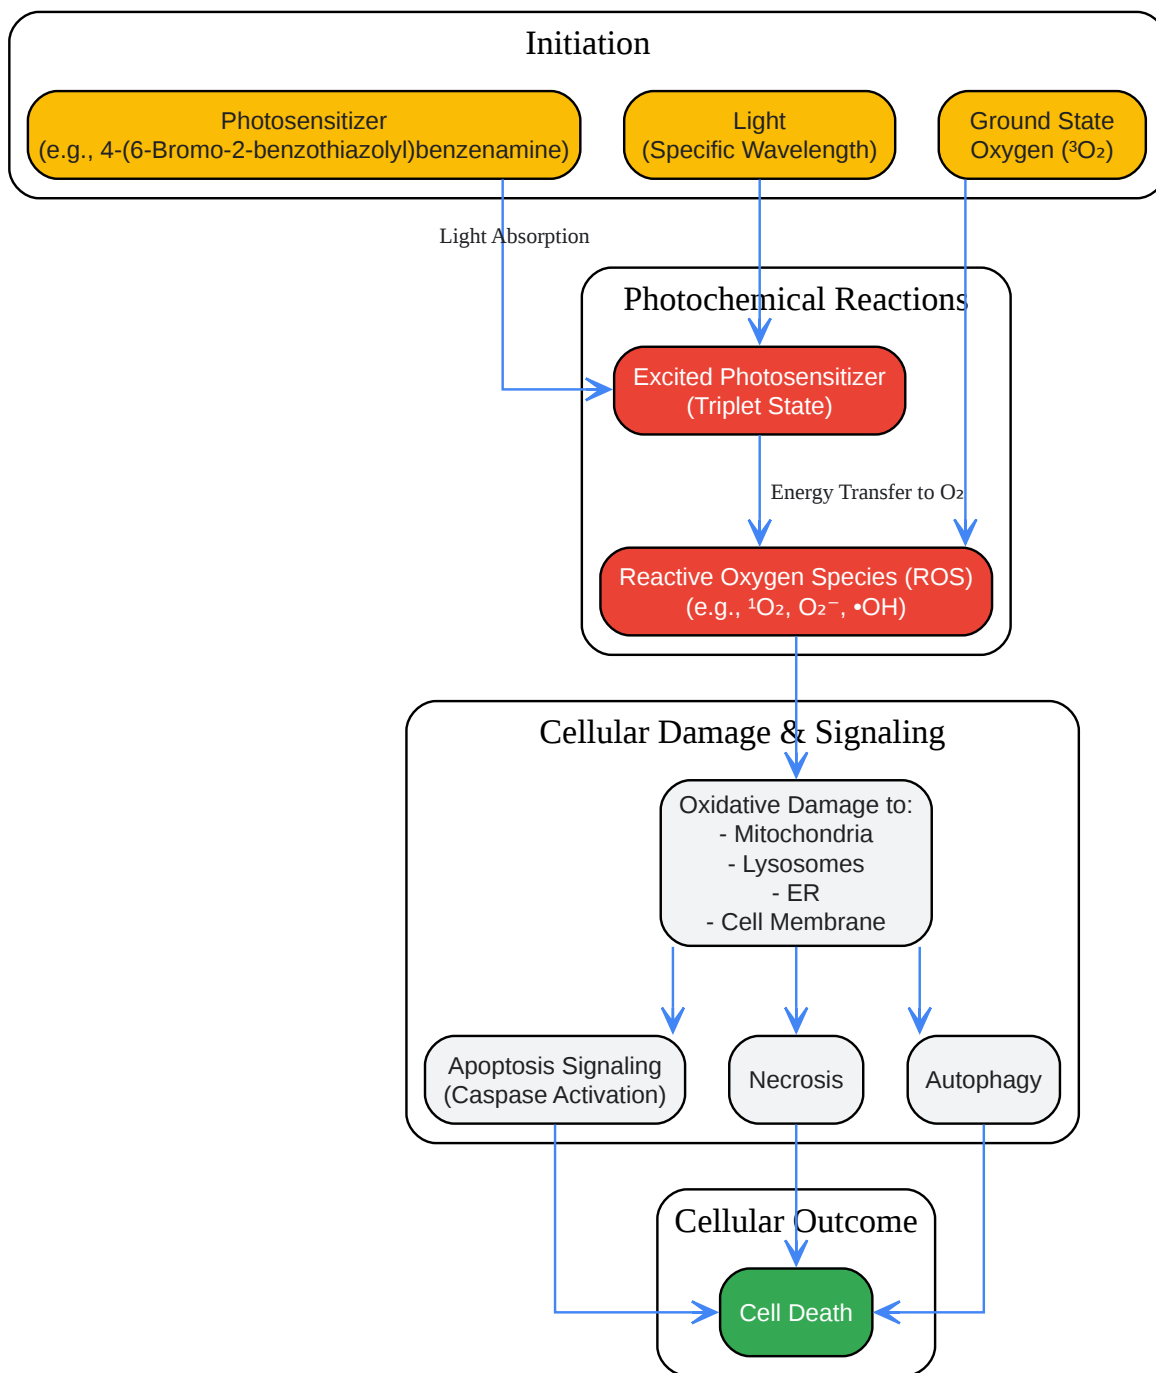 Initiation
Photosensitizer
(e.g., 4-(6-Bromo-2-benzothiazolyl)benzenamine)
Light
(Specific Wavelength)
Ground State
Oxygen (³O₂)
Light Absorption
Photochemical Reactions
Excited Photosensitizer
(Triplet State)
Energy Transfer to O₂
Reactive Oxygen Species (ROS)
(e.g., ¹O₂, O₂⁻, •OH)
Cellular Damage & Signaling
Oxidative Damage to:
- Mitochondria
- Lysosomes
- ER
- Cell Membrane
Apoptosis Signaling
(Caspase Activation)
Necrosis
Autophagy
Cellular Outcome
Cell Death